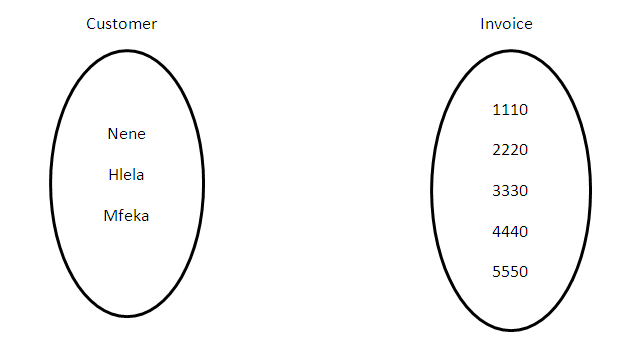 Customer
Nene
Hlela
Mfeka
Invoice
1110
2220
3330
4440
5550